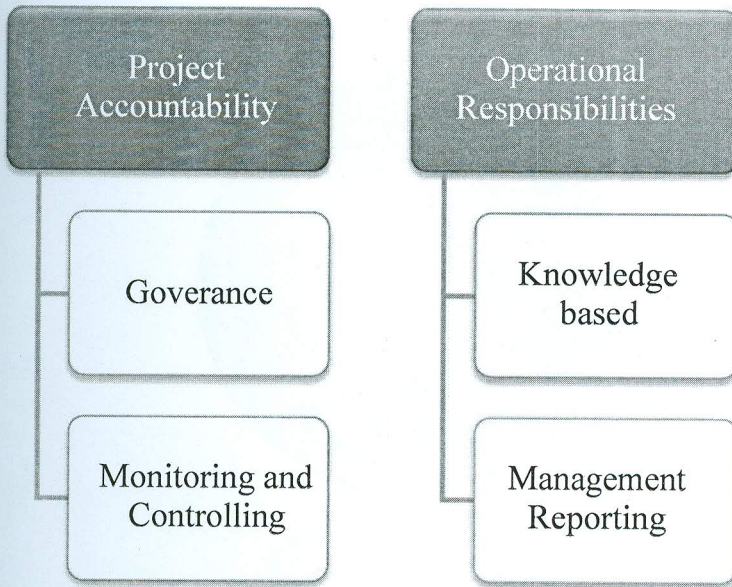 Project
Accountability
Goverance
Monitoring and
Controlling
Operational
Responsibilities
Knowledge
based
Management
Reporting